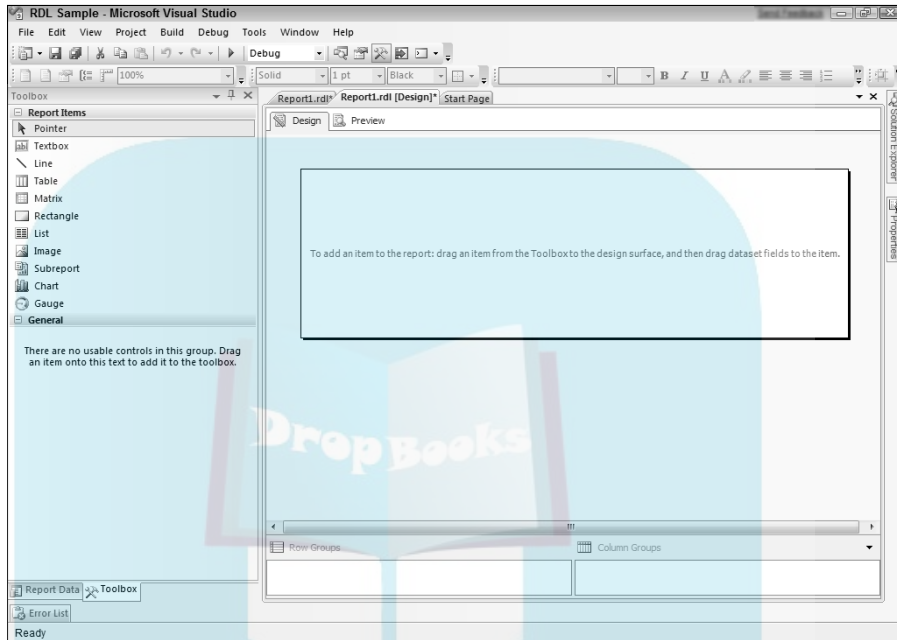 RDL Sample - Microsoft Visual Studio
Send Feedback
File Edit View Project Build Debug Tools Window Help
Debug
100% Solid 1 pt Black B I U A
Toolbox
Report1.rdl* Report1.rdl [Design]* Start Page
Report Items
Design Preview
Pointer
Textbox
Line
Table
Matrix
Rectangle
List
Image
Subreport
Chart
Gauge
General
There are no usable controls in this group. Drag
an item onto this text to add it to the toolbox.
To add an item to the report: drag an item from the Toolbox to the design surface, and then drag dataset fields to the item.
Solution Explorer
Properties
Drop Books
Row Groups Column Groups
Report Data Toolbox
Error List
Ready